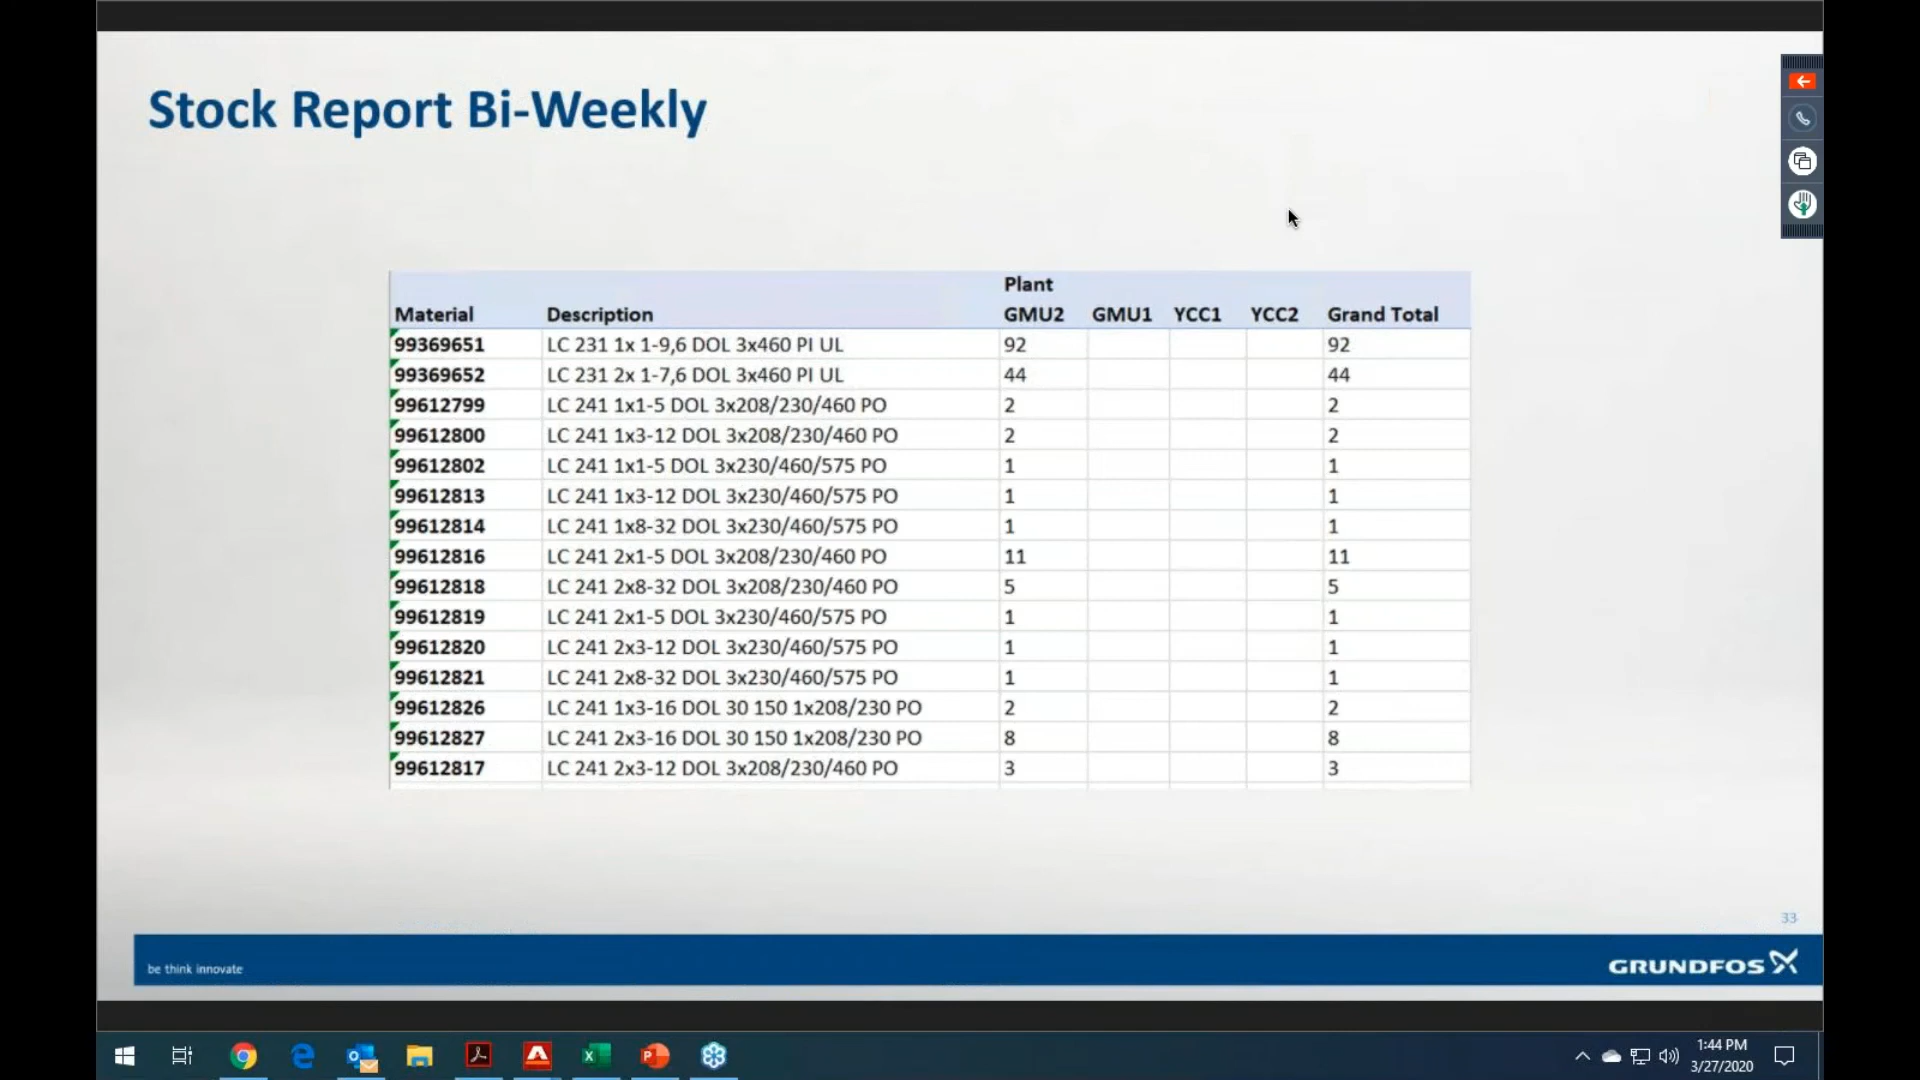 Stock Report Bi-Weekly
Plant
Material Description GMU2 GMU1 YCC1 YCC2 Grand Total
99369651 LC 231 1x 1-9,6 DOL 3x460 PI UL 92 92
99369652 LC 231 2x 1-7,6 DOL 3x460 PI UL 44 44
99612799 LC 241 1x1-5 DOL 3x208/230/460 PO 2 2
99612800 LC 241 1x3-12 DOL 3x208/230/460 PO 2 2
99612802 LC 241 1x1-5 DOL 3x230/460/575 PO 1 1
99612813 LC 241 1x3-12 DOL 3x230/460/575 PO 1 1
99612814 LC 241 1x8-32 DOL 3x230/460/575 PO 1 1
99612816 LC 241 2x1-5 DOL 3x208/230/460 PO 11 11
99612818 LC 241 2x8-32 DOL 3x208/230/460 PO 5 5
99612819 LC 241 2x1-5 DOL 3x230/460/575 PO 1 1
99612820 LC 241 2x3-12 DOL 3x230/460/575 PO 1 1
99612821 LC 241 2x8-32 DOL 3x230/460/575 PO 1 1
99612826 LC 241 1x3-16 DOL 30 150 1x208/230 PO 2 2
99612827 LC 241 2x3-16 DOL 30 150 1x208/230 PO 8 8
99612817 LC 241 2x3-12 DOL 3x208/230/460 PO 3 3
33
be think innovate
GRUNDFOS
1:44 PM
3/27/2020